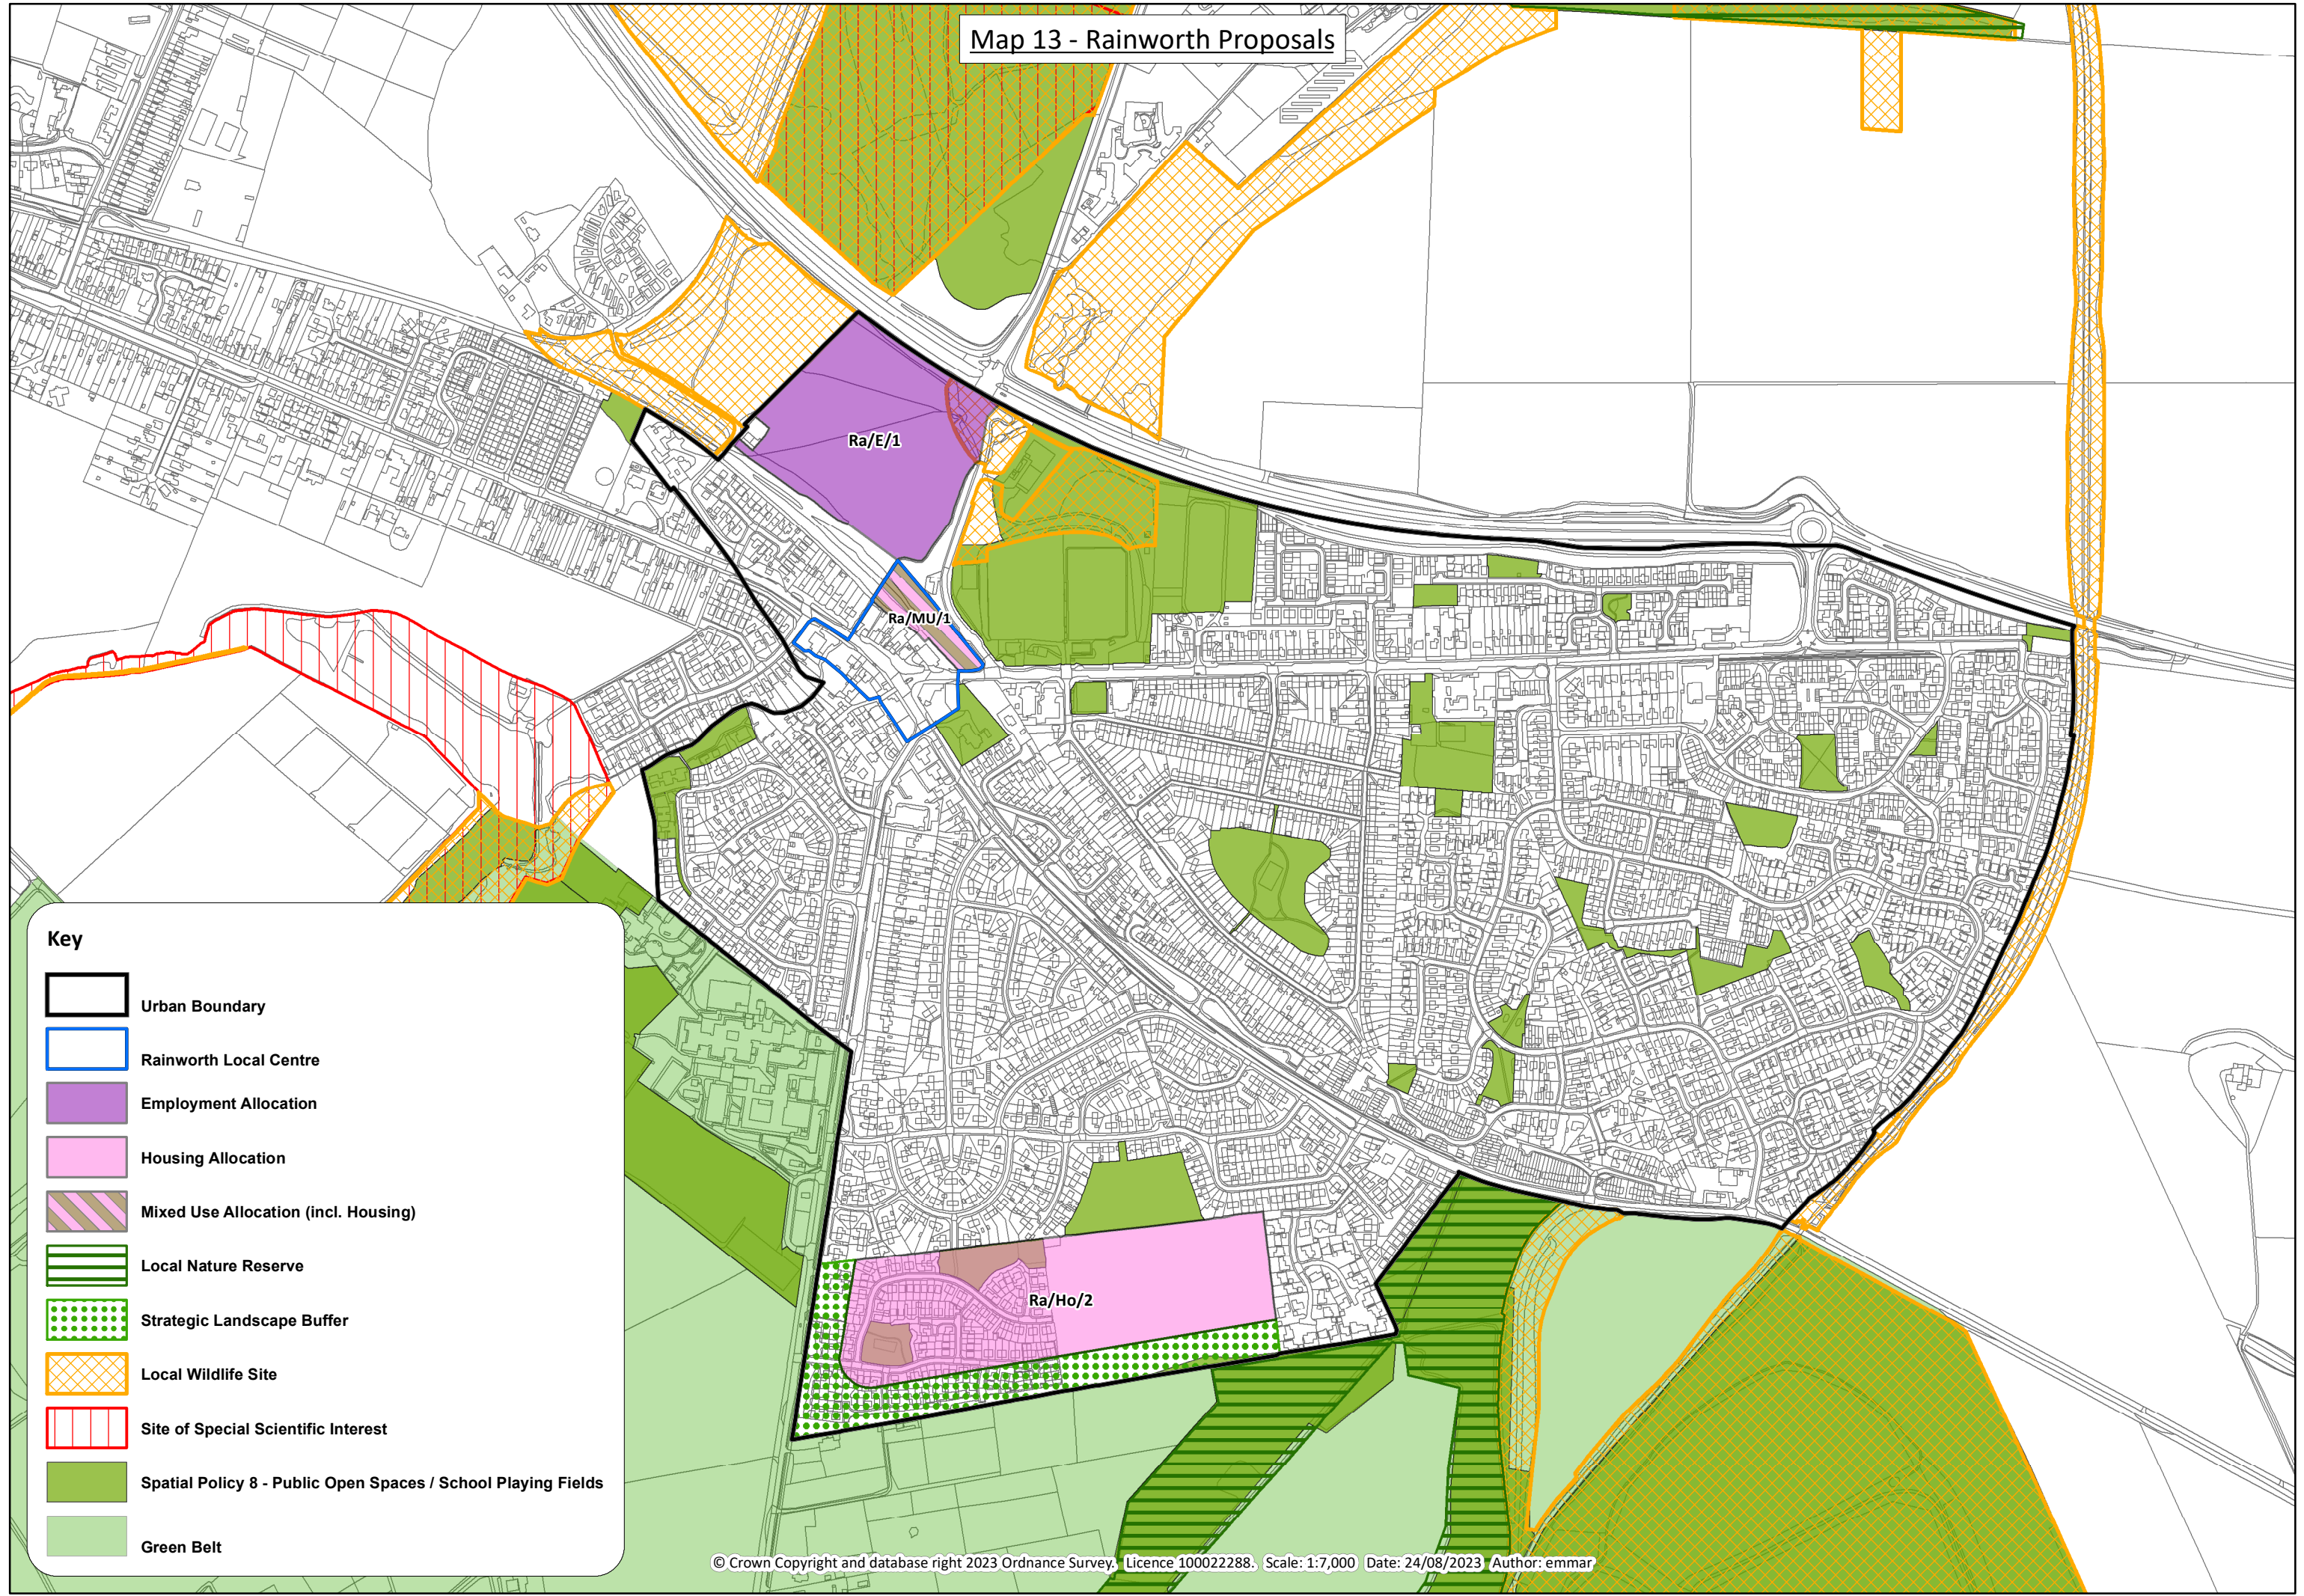 Map 13 - Rainworth Proposals
Ra/E/1
Ra/MU/1
Ra/Ho/2
Key
Urban Boundary
Rainworth Local Centre
Employment Allocation
Housing Allocation
Mixed Use Allocation (incl. Housing)
Local Nature Reserve
Strategic Landscape Buffer
Local Wildlife Site
Site of Special Scientific Interest
Spatial Policy 8 - Public Open Spaces / School Playing Fields
Green Belt
© Crown Copyright and database right 2023 Ordnance Survey. Licence 100022288. Scale: 1:7,000 Date: 24/08/2023 Author: emmar